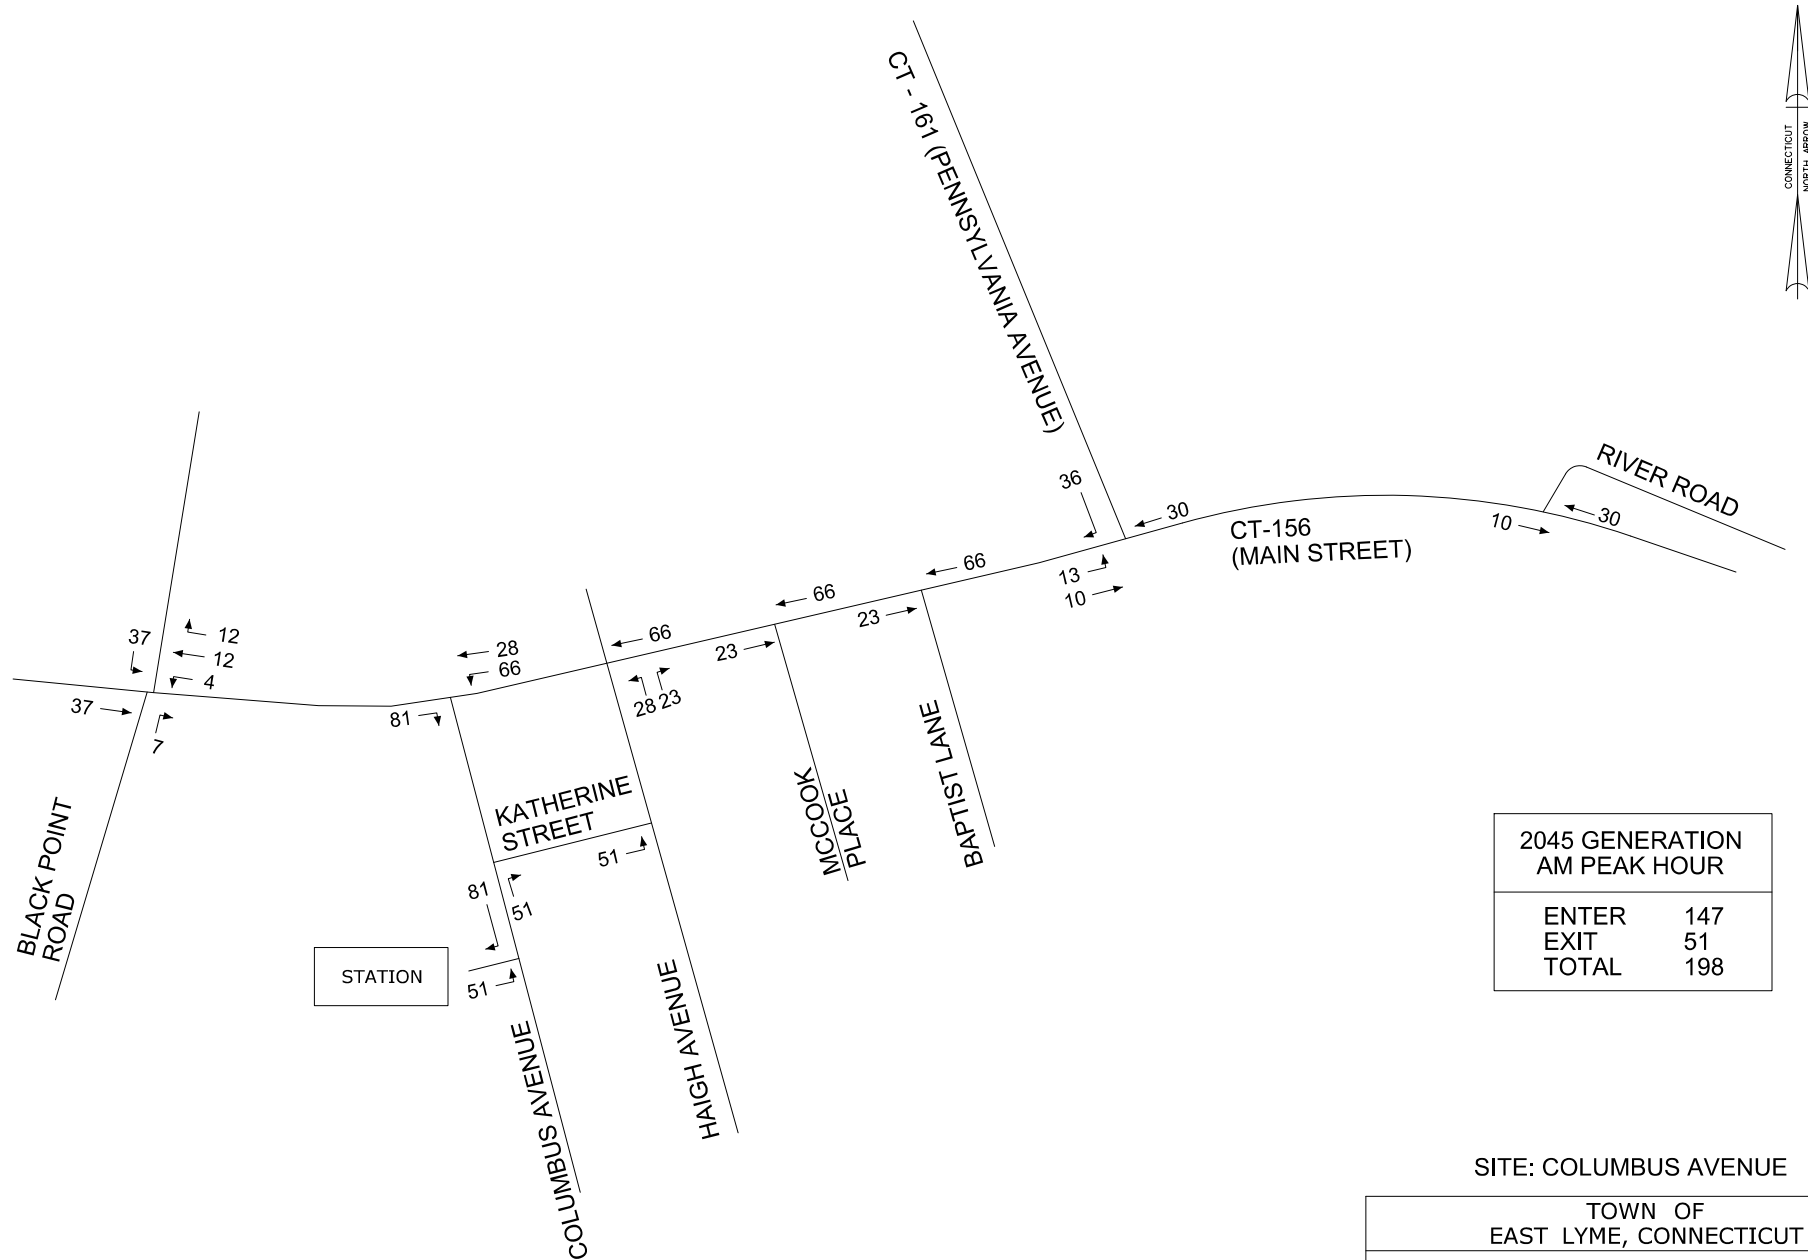 CONNECTICUT
NORTH ARROW
CT - 161 (PENNSYLVANIA AVENUE)
36
30
RIVER ROAD
10
30
CT-156
(MAIN STREET)
13
10
66
66
23
66
23
23
28
28
66
81
37
12
12
4
37
7
BLACK POINT
ROAD
KATHERINE
STREET
51
81
51
STATION
51
COLUMBUS AVENUE
HAIGH AVENUE
MCCOOK
PLACE
BAPTIST LANE
2045 GENERATION
AM PEAK HOUR
ENTER 147
EXIT 51
TOTAL 198
SITE: COLUMBUS AVENUE
TOWN OF
EAST LYME, CONNECTICUT